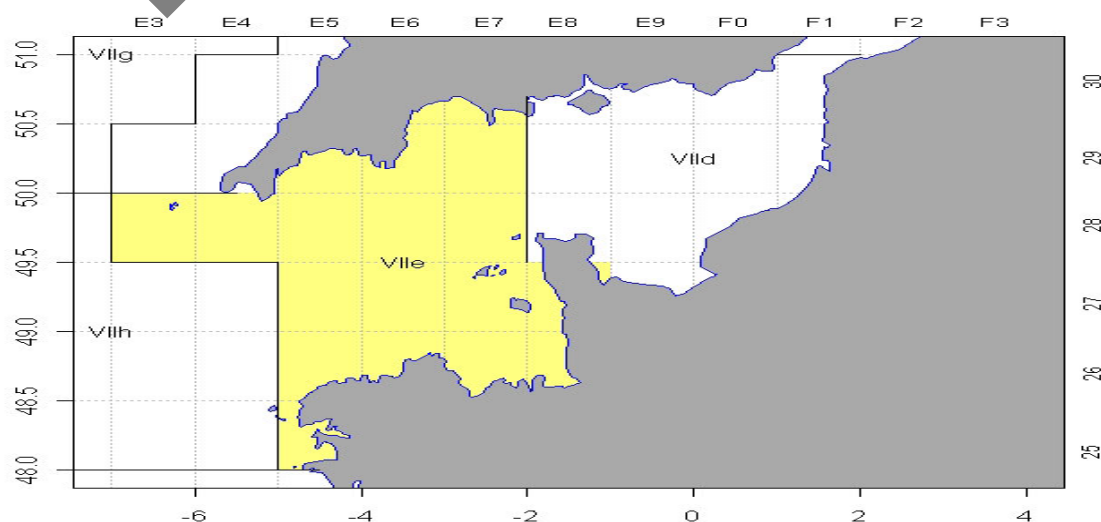 E3 E4 E5 E6 E7 E8 E9 F0 F1 F2 F3
51.0 VIIg 30
50.5 VIId 29
50.0 28
49.5 VIIe 27
49.0 VIIh 26
48.5
48.0 25
-6 -4 -2 0 2 4